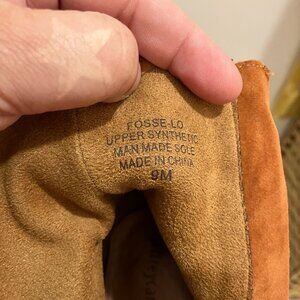 FOSSE-LO
UPPER SYNTHETIC
MAN MADE SOLE
MADE IN CHINA
9M